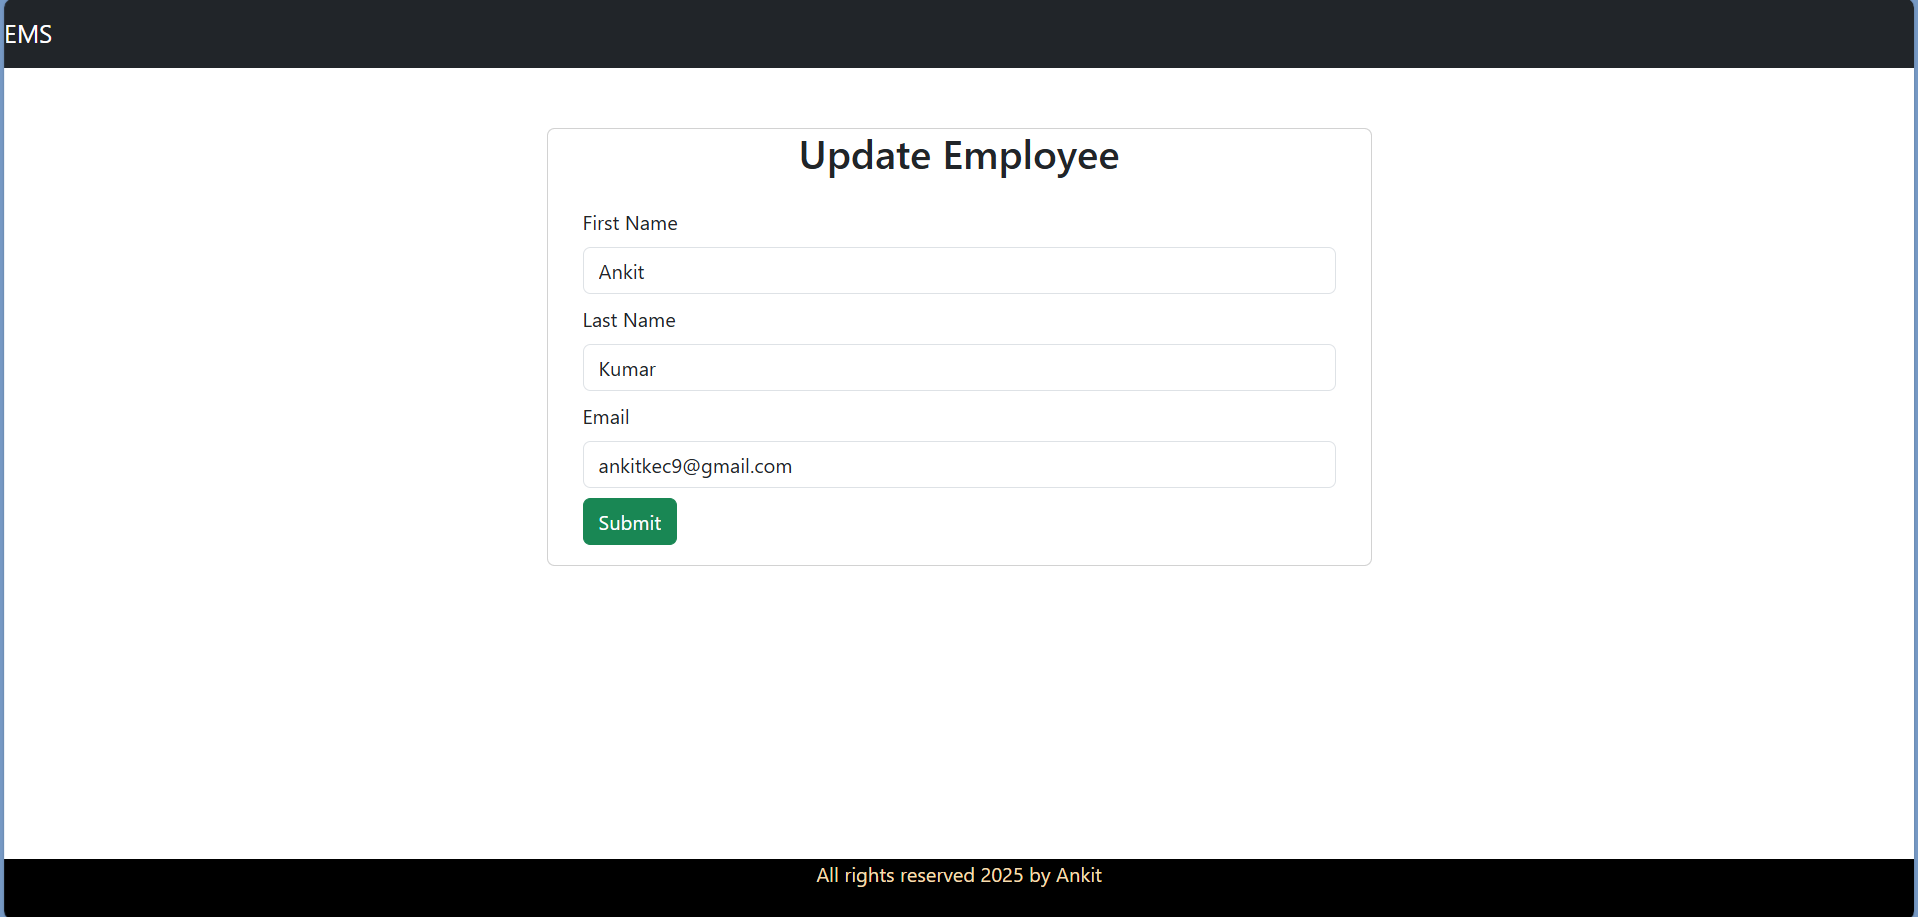 EMS
Update Employee
First Name
Ankit
Last Name
Kumar
Email
ankitkec9@gmail.com
Submit
All rights reserved 2025 by Ankit